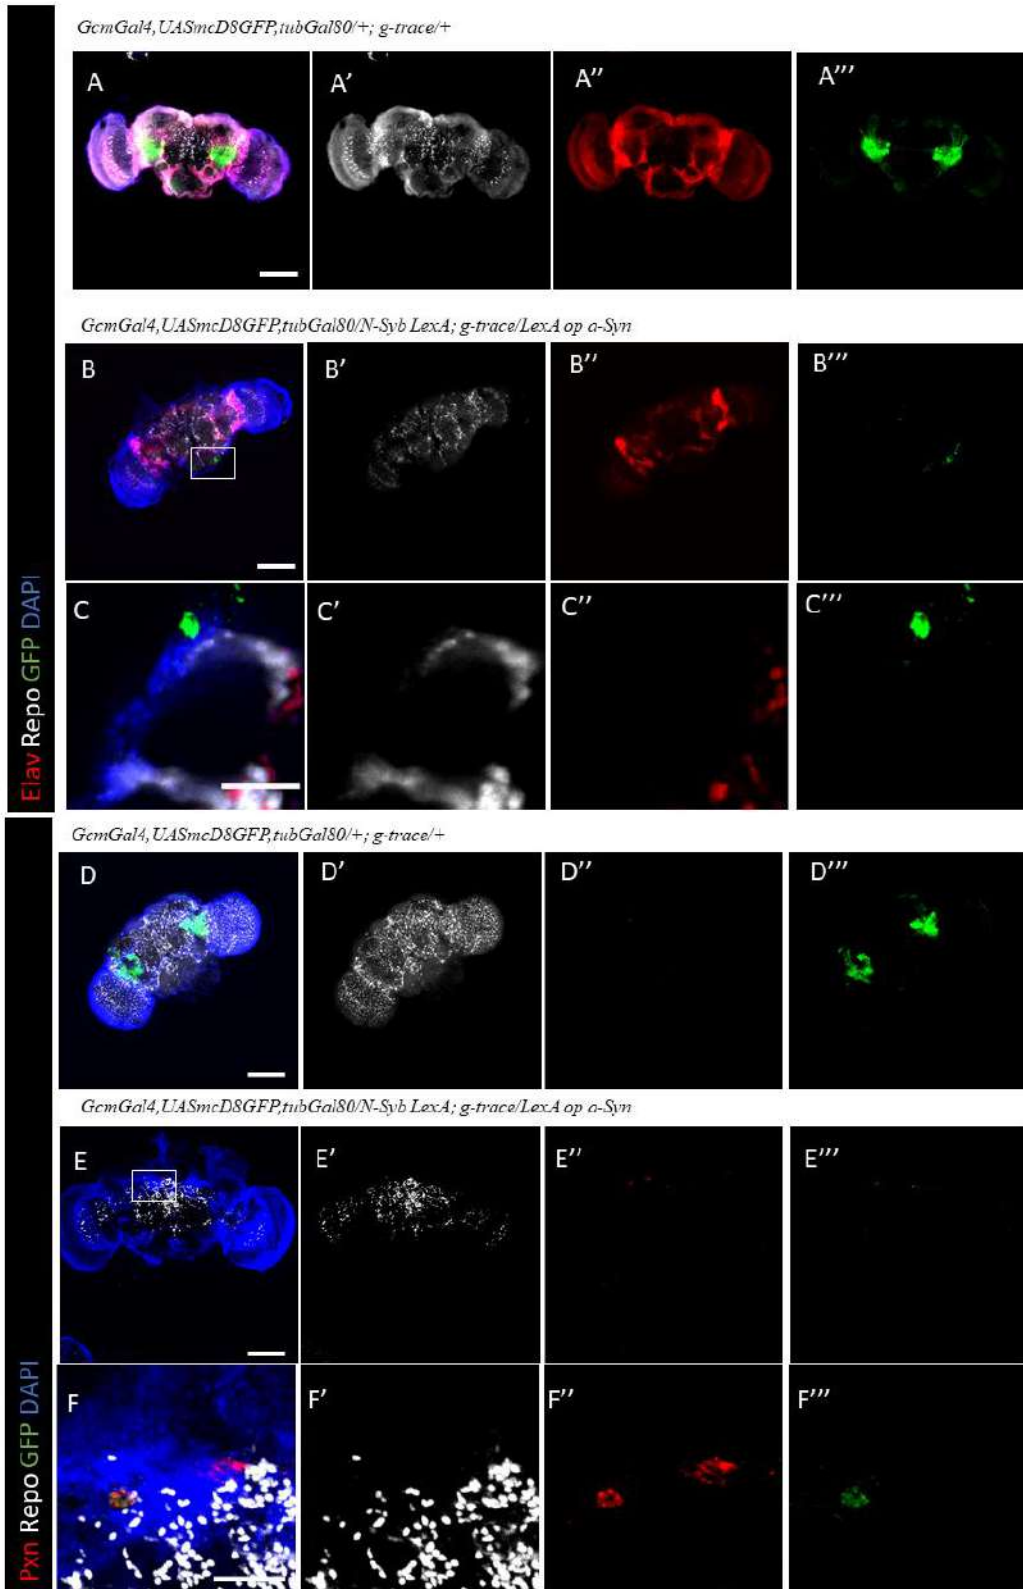 GcmGal4,UASmcD8GFP,tubGal80/+; g-trace/+
A A' A'' A'''
GcmGal4,UASmcD8GFP,tubGal80/N-Syb LexA; g-trace/LexA op a-Syn
B B' B'' B'''
C C' C'' C'''
Elav Repo GFP DAPI
GcmGal4,UASmcD8GFP,tubGal80/+; g-trace/+
D D' D'' D'''
GcmGal4,UASmcD8GFP,tubGal80/N-Syb LexA; g-trace/LexA op a-Syn
E E' E'' E'''
F F' F'' F'''
Pxn Repo GFP DAPI